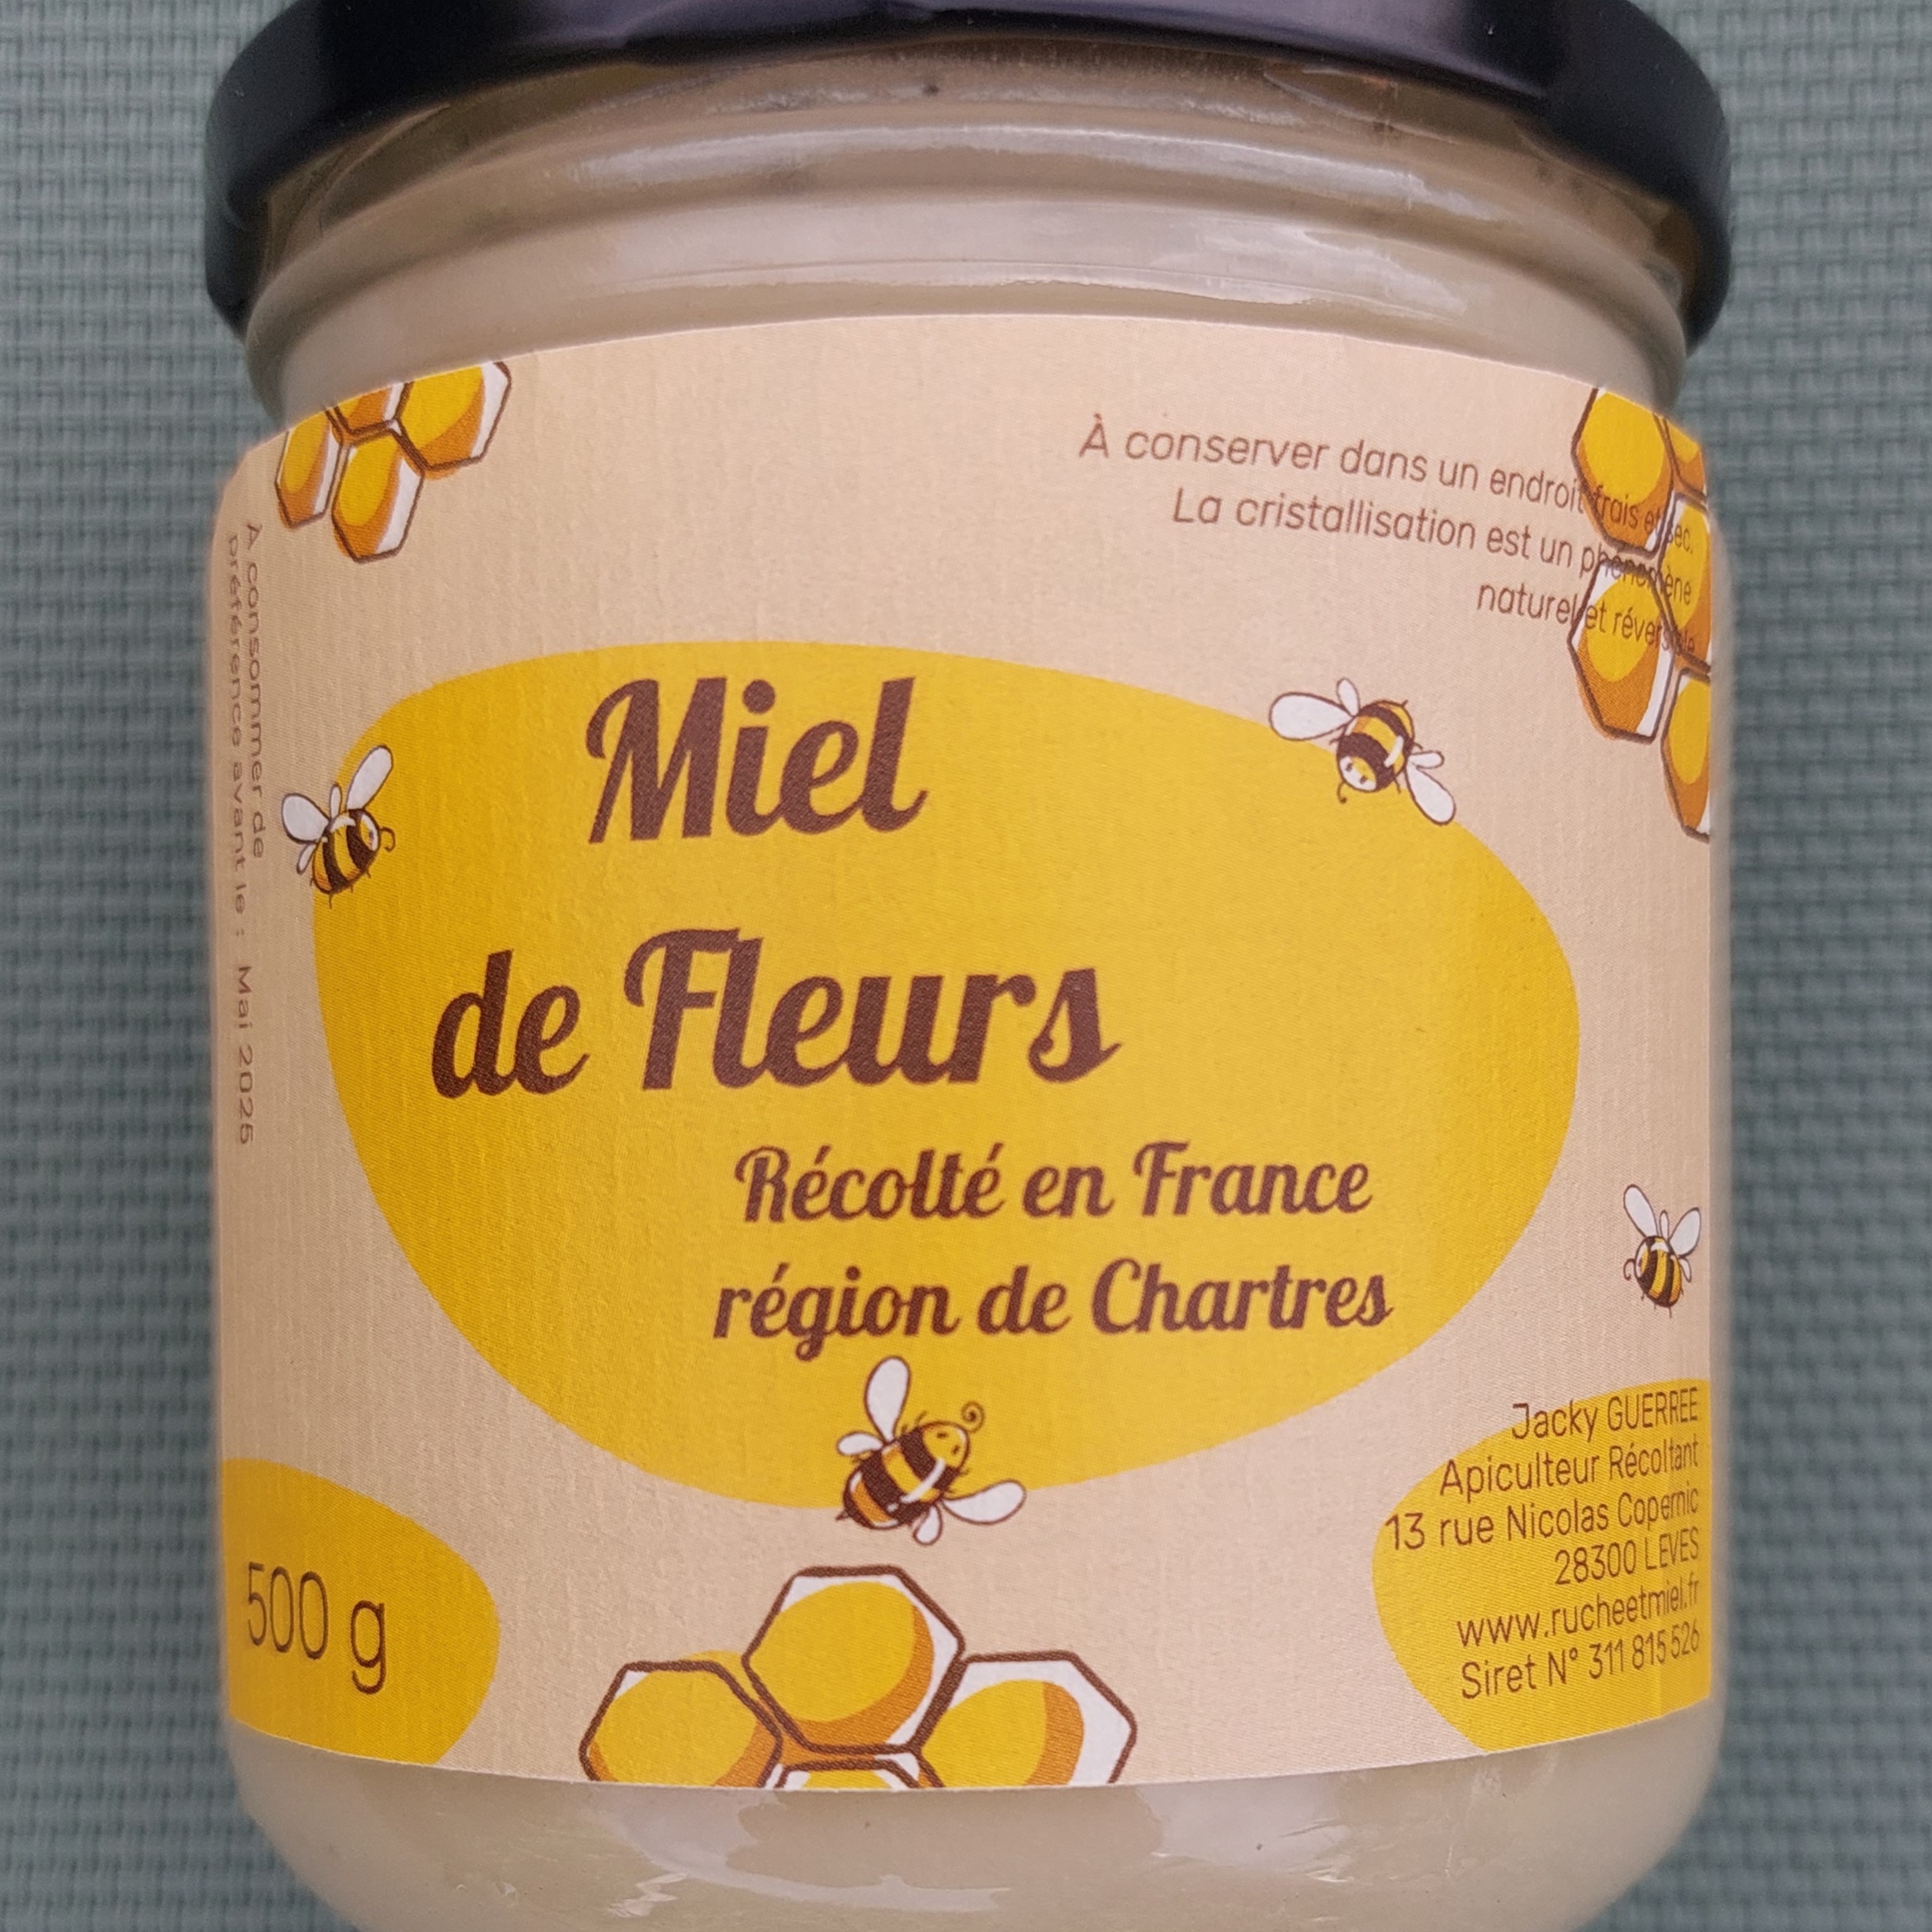 À conserver dans un endroit frais et sec.
La cristallisation est un phénomène
naturel et réversible
A consommer de
préférence avant le : Mai 2025
Miel
de Fleurs
Récolté en France
région de Chartres
500 g
Jacky GUERREE
Apiculteur Récoltant
13 rue Nicolas Copernic
28300 LEVES
www.rucheetmiel.fr
Siret N° 311 815 526